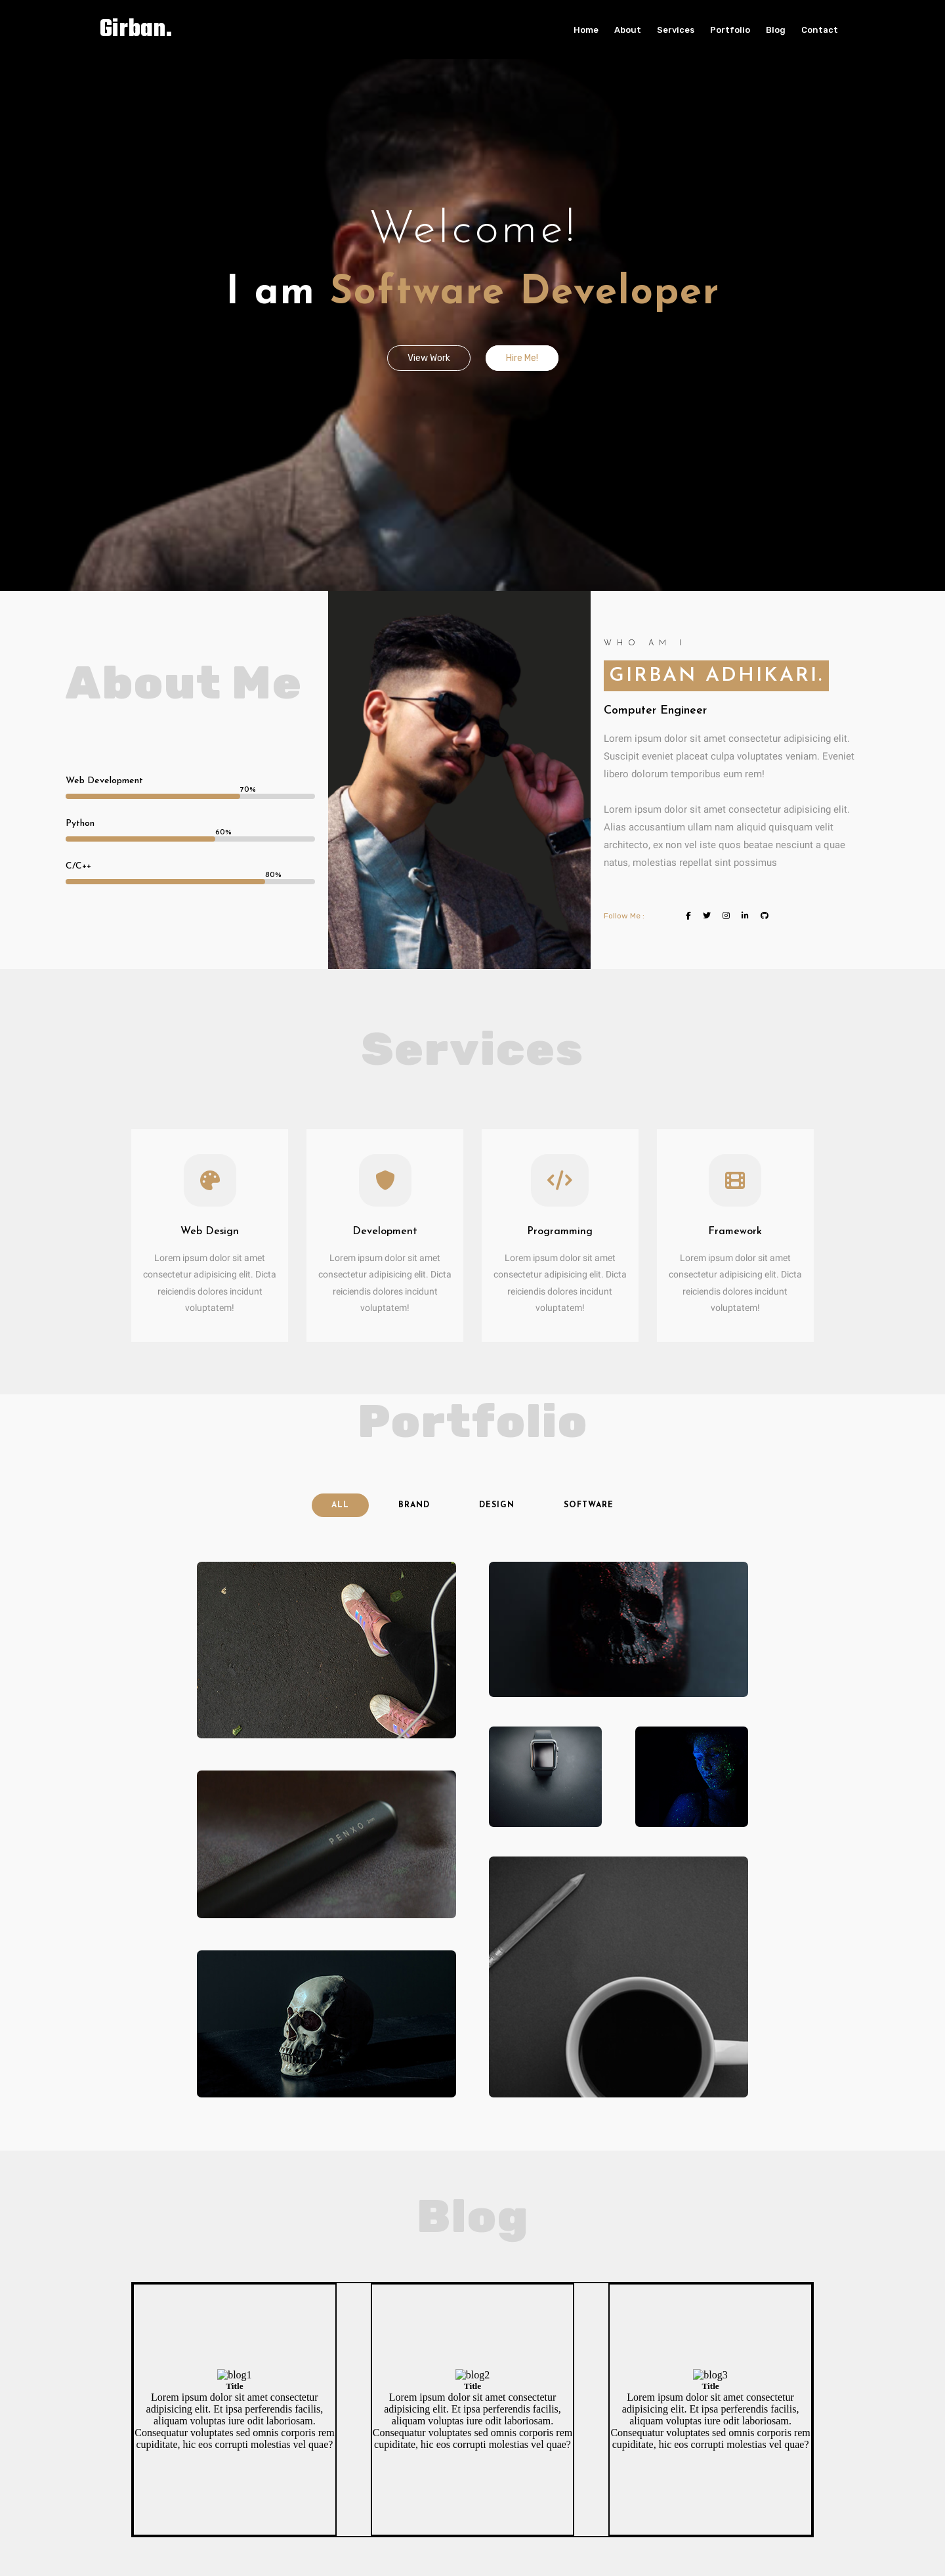 Girban.
Home About Services Portfolio Blog Contact
Welcome!
I am Software Developer
View Work Hire Me!
About Me
Web Development
70%
Python
60%
C/C++
80%
WHO AM I
GIRBAN ADHIKARI.
Computer Engineer
Lorem ipsum dolor sit amet consectetur adipisicing elit.
Suscipit eveniet placeat culpa voluptates veniam. Eveniet
libero dolorum temporibus eum rem!
Lorem ipsum dolor sit amet consectetur adipisicing elit.
Alias accusantium ullam nam aliquid quisquam velit
architecto, ex non vel iste quos beatae nesciunt a quae
natus, molestias repellat sint possimus
Follow Me :
Services
Web Design
Lorem ipsum dolor sit amet
consectetur adipisicing elit. Dicta
reiciendis dolores incidunt
voluptatem!
Development
Lorem ipsum dolor sit amet
consectetur adipisicing elit. Dicta
reiciendis dolores incidunt
voluptatem!
Programming
Lorem ipsum dolor sit amet
consectetur adipisicing elit. Dicta
reiciendis dolores incidunt
voluptatem!
Framework
Lorem ipsum dolor sit amet
consectetur adipisicing elit. Dicta
reiciendis dolores incidunt
voluptatem!
Portfolio
ALL BRAND DESIGN SOFTWARE
PENXO
Blog
blog1
Title
Lorem ipsum dolor sit amet consectetur
adipisicing elit. Et ipsa perferendis facilis,
aliquam voluptas iure odit laboriosam.
Consequatur voluptates sed omnis corporis rem
cupiditate, hic eos corrupti molestias vel quae?
blog2
Title
Lorem ipsum dolor sit amet consectetur
adipisicing elit. Et ipsa perferendis facilis,
aliquam voluptas iure odit laboriosam.
Consequatur voluptates sed omnis corporis rem
cupiditate, hic eos corrupti molestias vel quae?
blog3
Title
Lorem ipsum dolor sit amet consectetur
adipisicing elit. Et ipsa perferendis facilis,
aliquam voluptas iure odit laboriosam.
Consequatur voluptates sed omnis corporis rem
cupiditate, hic eos corrupti molestias vel quae?